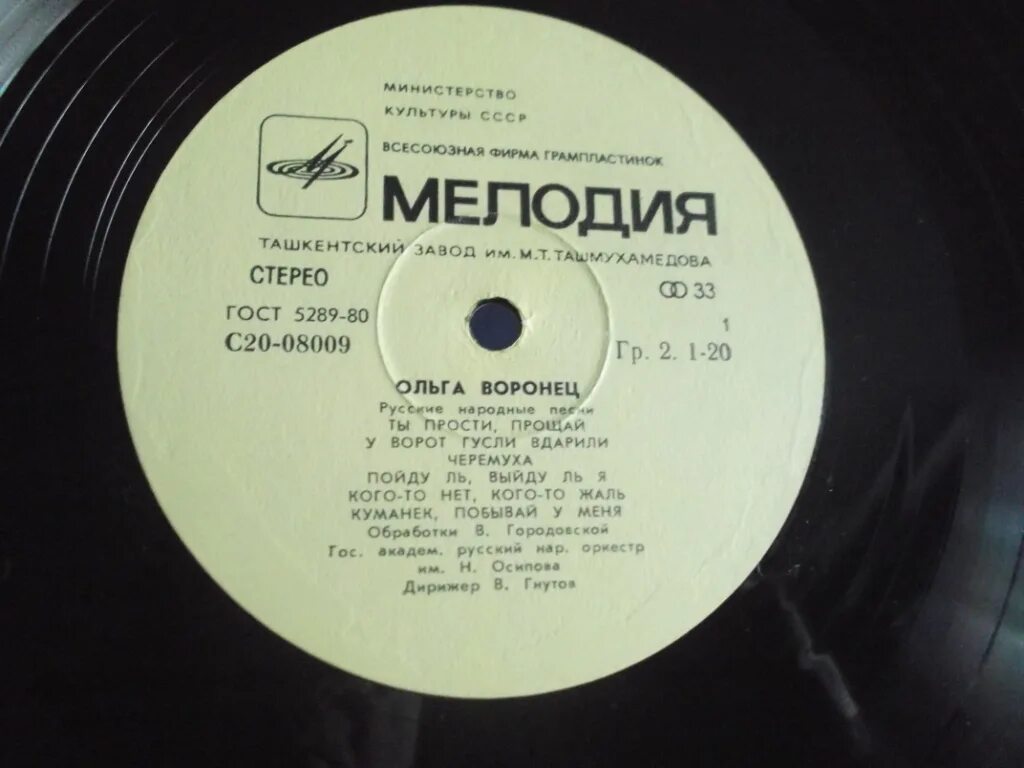 МИНИСТЕРСТВО
КУЛЬТУРЫ СССР
ВСЕСОЮЗНАЯ ФИРМА ГРАМПЛАСТИНОК
МЕЛОДИЯ
ТАШКЕНТСКИЙ ЗАВОД ИМ. М.Т. ТАШМУХАМЕДОВА
СТЕРЕО 33
ГОСТ 5289-80 1
С20-08009 Гр. 2. 1-20
ОЛЬГА ВОРОНЕЦ
Русские народные песни
ТЫ ПРОСТИ, ПРОЩАЙ
У ВОРОТ ГУСЛИ ВДАРИЛИ
ЧЕРЕМУХА
ПОЙДУ ЛЬ, ВЫЙДУ ЛЬ Я
КОГО-ТО НЕТ, КОГО-ТО ЖАЛЬ
КУМАНЕК, ПОБЫВАЙ У МЕНЯ
Обработки В. Городовской
Гос. академ. русский нар. оркестр
им. Н. Осипова
Дирижер В. Гнутов